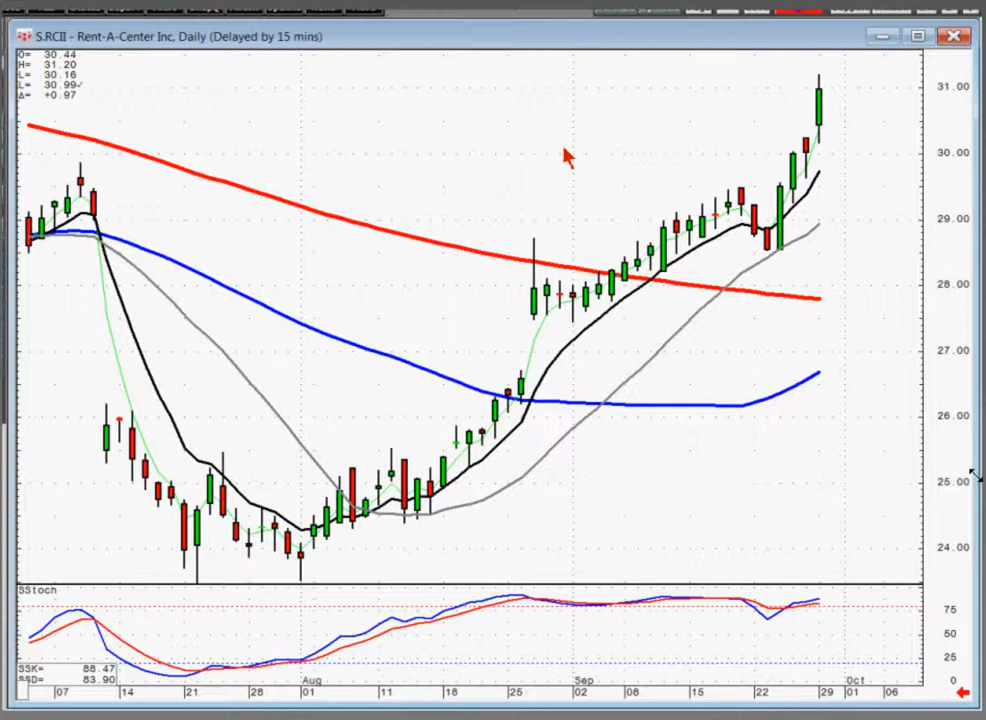 S.RCII - Rent-A-Center Inc, Daily (Delayed by 15 mins)
O= 30.44
H= 31.20
L= 30.16
L= 30.99
Δ= +0.97
31.00
30.00
29.00
28.00
27.00
26.00
25.00
24.00
SStoch
75
50
25
0
SSK= 88.47
SSD= 83.90
Aug Sep Oct
07 14 21 28 01 11 18 25 02 08 15 22 29 01 06